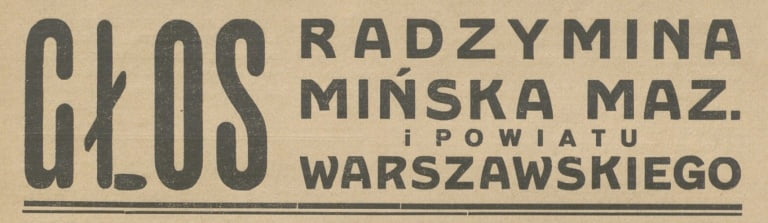 GŁOS
RADZYMINA
MIŃSKA MAZ.
i POWIATU
WARSZAWSKIEGO